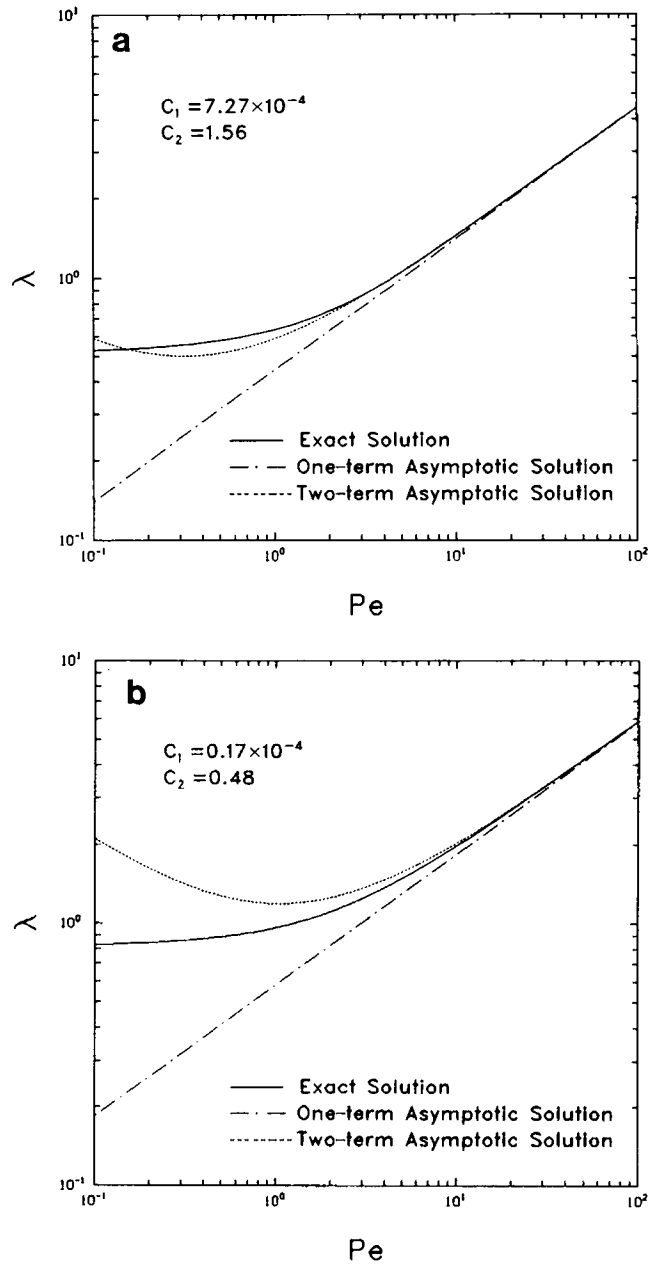 a
C₁ =7.27×10⁻⁴
C₂ =1.56
10¹
10⁰
10⁻¹
λ
Exact Solution
One-term Asymptotic Solution
Two-term Asymptotic Solution
10⁻¹ 10⁰ 10¹ 10²
Pe
b
C₁ =0.17×10⁻⁴
C₂ =0.48
10¹
10⁰
10⁻¹
λ
Exact Solution
One-term Asymptotic Solution
Two-term Asymptotic Solution
10⁻¹ 10⁰ 10¹ 10²
Pe